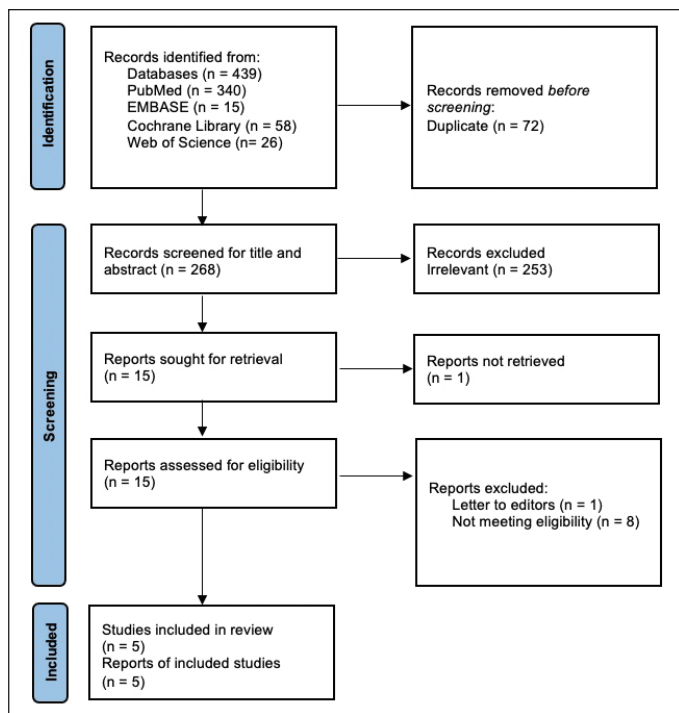 Identification
Records identified from:
Databases (n = 439)
PubMed (n = 340)
EMBASE (n = 15)
Cochrane Library (n = 58)
Web of Science (n= 26)
Records removed before
screening:
Duplicate (n = 72)
Screening
Records screened for title and
abstract (n = 268)
Records excluded
Irrelevant (n = 253)
Reports sought for retrieval
(n = 15)
Reports not retrieved
(n = 1)
Reports assessed for eligibility
(n = 15)
Reports excluded:
Letter to editors (n = 1)
Not meeting eligibility (n = 8)
Included
Studies included in review
(n = 5)
Reports of included studies
(n = 5)